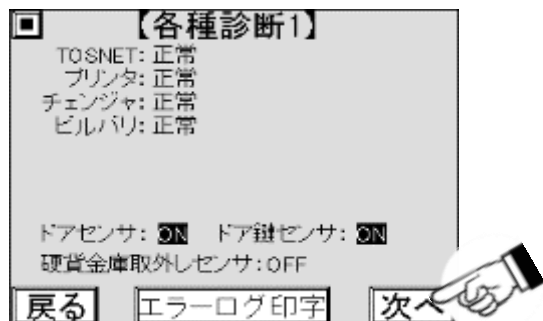 【各種診断1】
TOSNET: 正常
プリンタ: 正常
チェンジャ: 正常
ビルバリ: 正常
ドアセンサ: ON ドア鍵センサ: ON
硬貨金庫取外しセンサ:OFF
戻る エラーログ印字 次へ